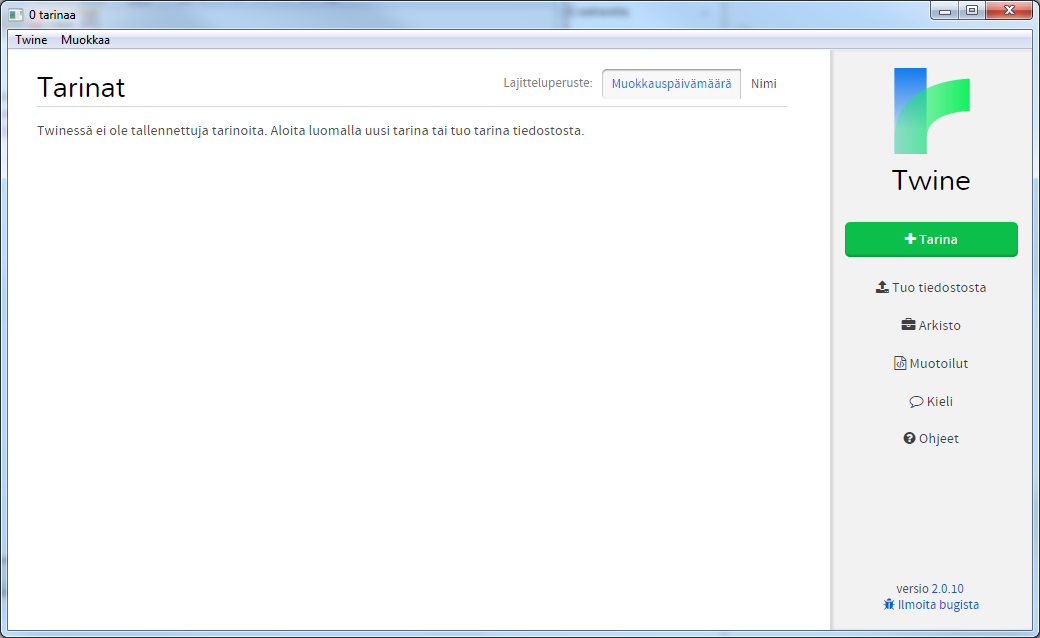 0 tarinaa
Twine Muokkaa
Tarinat
Lajitteluperuste: Muokkauspäivämäärä Nimi
Twinessä ei ole tallennettuja tarinoita. Aloita luomalla uusi tarina tai tuo tarina tiedostosta.
Twine
Tarina
Tuo tiedostosta
Arkisto
Muotoilut
Kieli
Ohjeet
versio 2.0.10
Ilmoita bugista